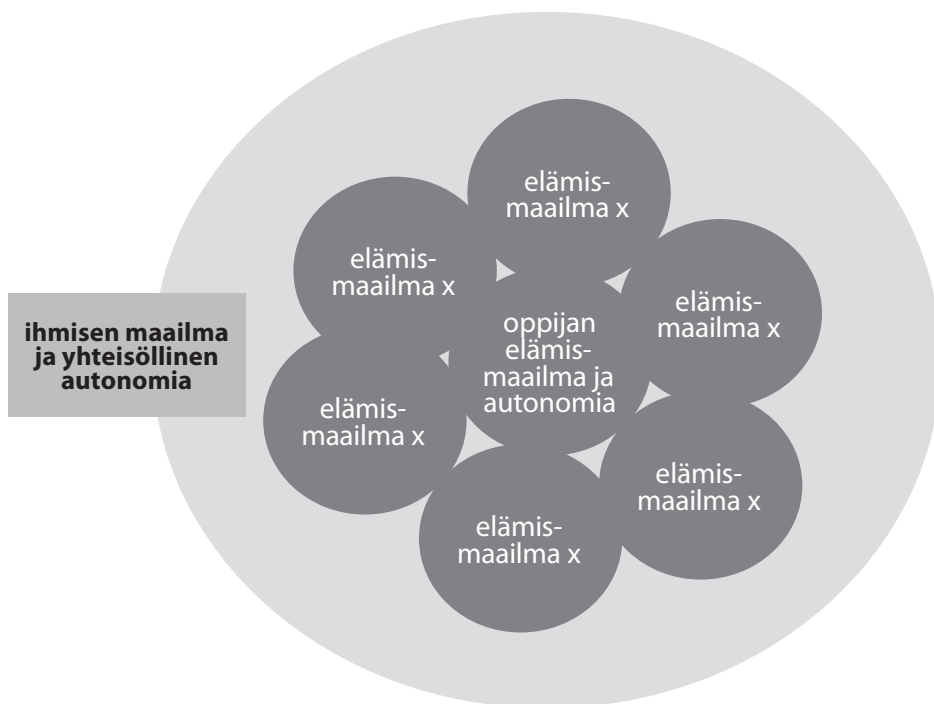 elämis-
maailma x
elämis-
maailma x
elämis-
maailma x
oppijan
elämis-
maailma ja
autonomia
ihmisen maailma
ja yhteisöllinen
autonomia
elämis-
maailma x
elämis-
maailma x
elämis-
maailma x